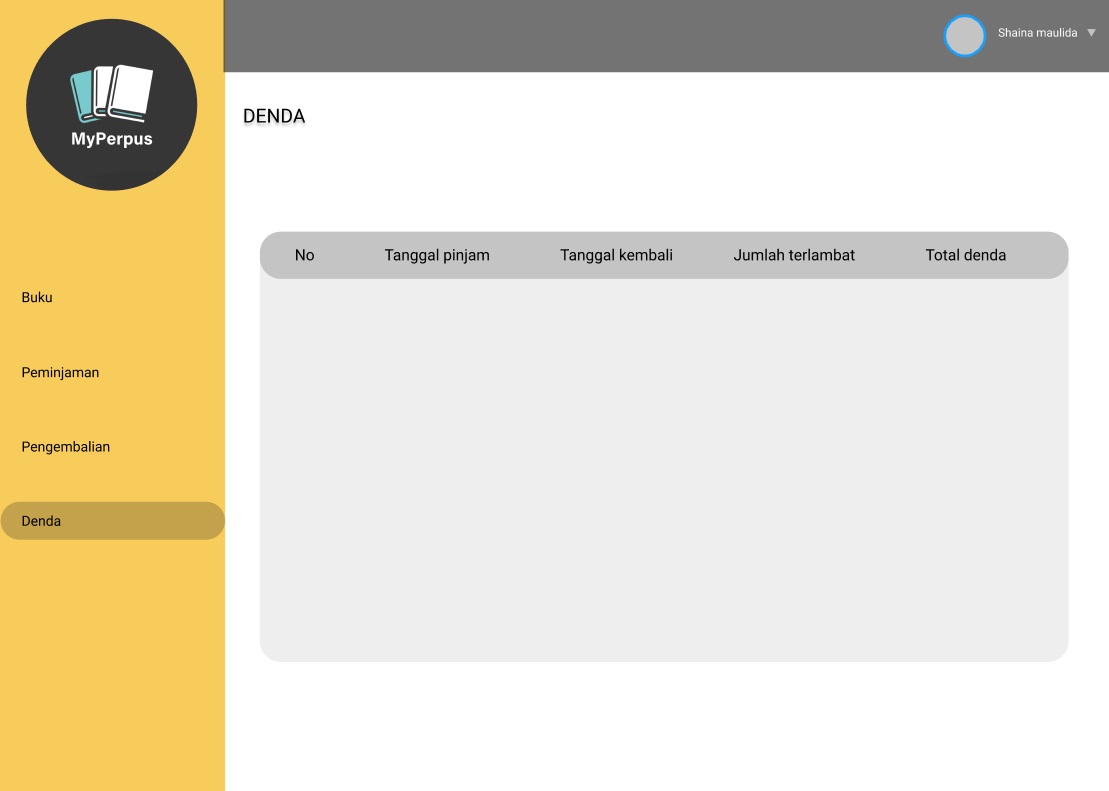 Shaina maulida
MyPerpus
DENDA
No Tanggal pinjam Tanggal kembali Jumlah terlambat Total denda
Buku
Peminjaman
Pengembalian
Denda